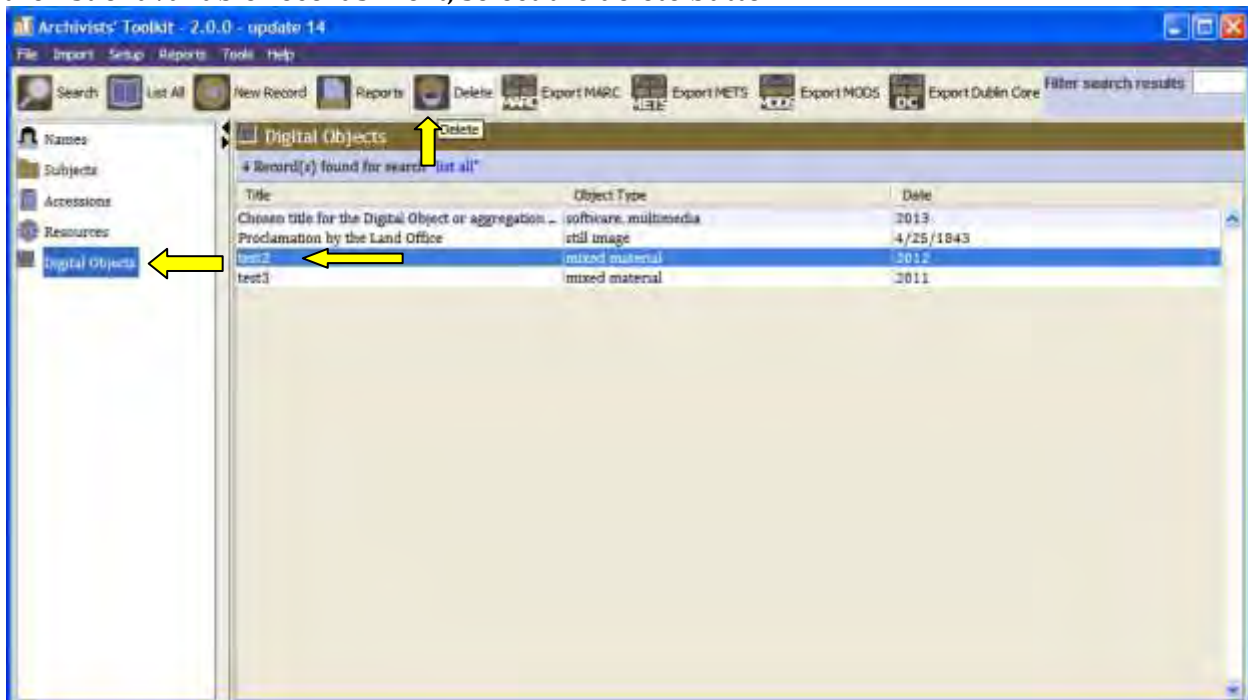 Archivists' Toolkit - 2.0.0 - update 14
File Import Setup Reports Tools Help
Search List All New Record Reports Delete Export MARC Export METS Export MODS Export Dublin Core Filter search results
Delete
Names
Subjects
Accessions
Resources
Digital Objects
Digital Objects
4 Record(s) found for search "list all"
Title Object Type Date
Chosen title for the Digital Object or aggregation ... software, multimedia 2013
Proclamation by the Land Office still image 4/25/1843
test2 mixed material 2012
test3 mixed material 2011